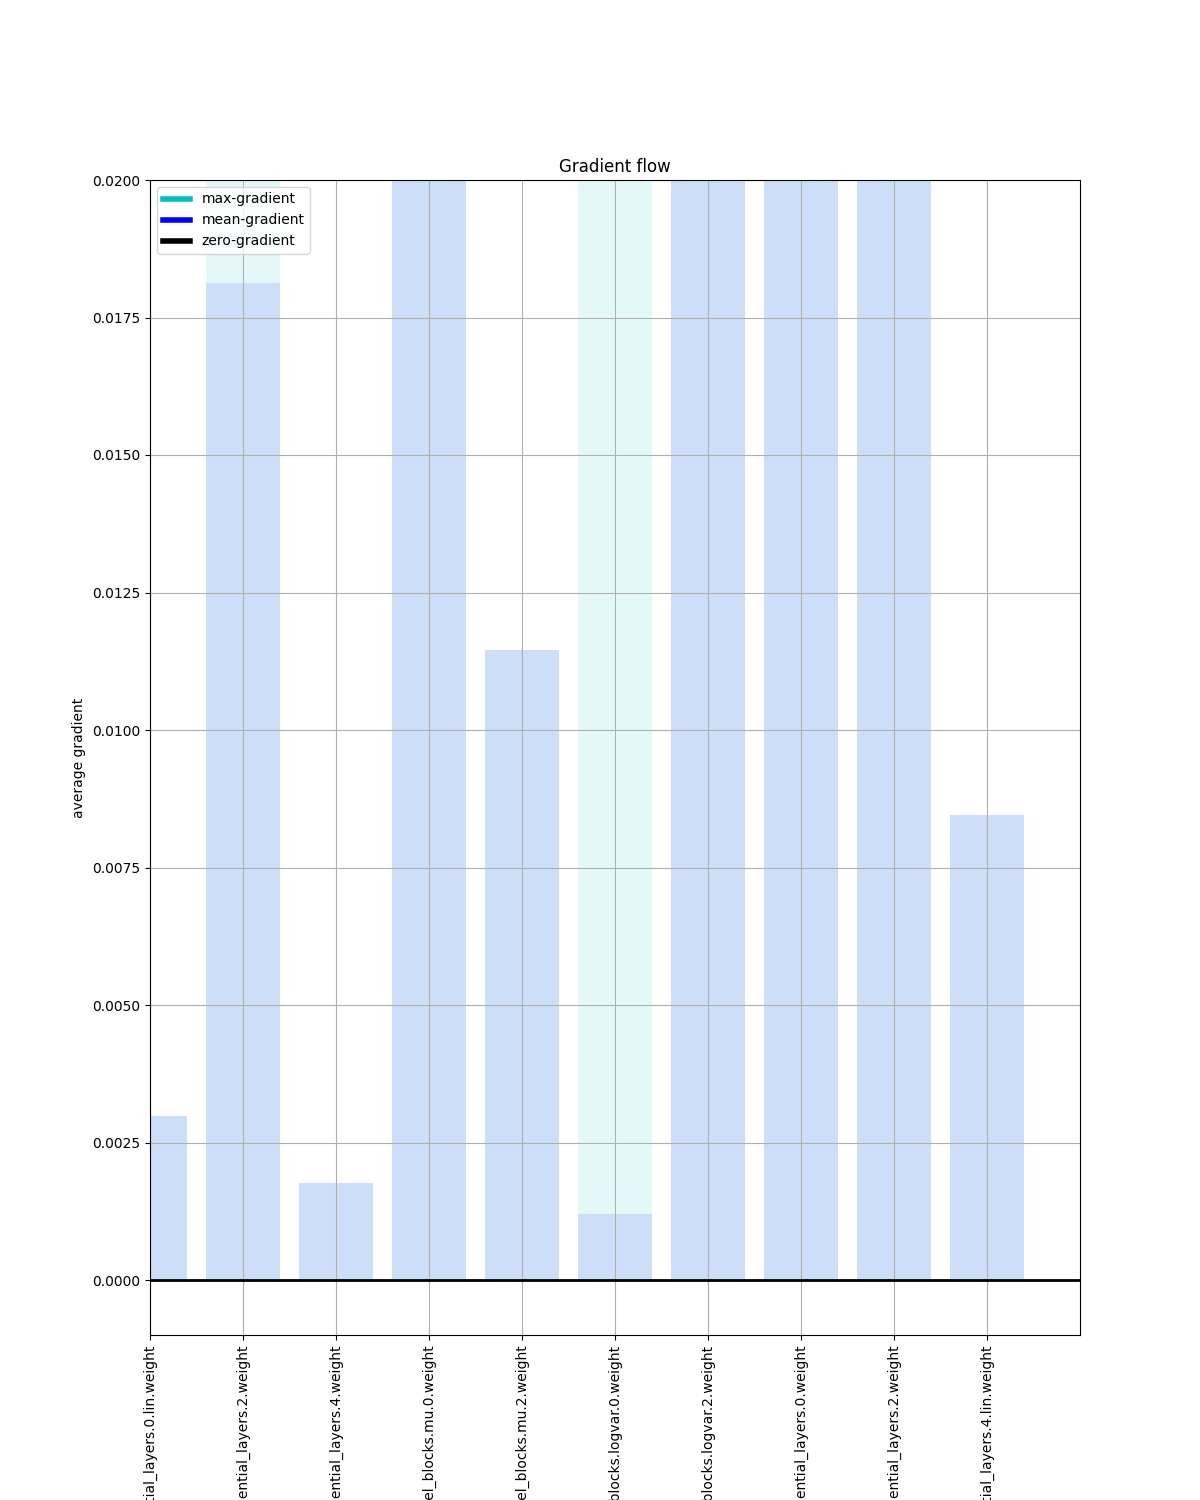 Gradient flow
max-gradient
mean-gradient
zero-gradient
0.0200
0.0175
0.0150
0.0125
0.0100
0.0075
0.0050
0.0025
0.0000
average gradient
tial_layers.0.lin.weight
ential_layers.2.weight
ential_layers.4.weight
el_blocks.mu.0.weight
el_blocks.mu.2.weight
blocks.logvar.0.weight
blocks.logvar.2.weight
ential_layers.0.weight
ential_layers.2.weight
tial_layers.4.lin.weight